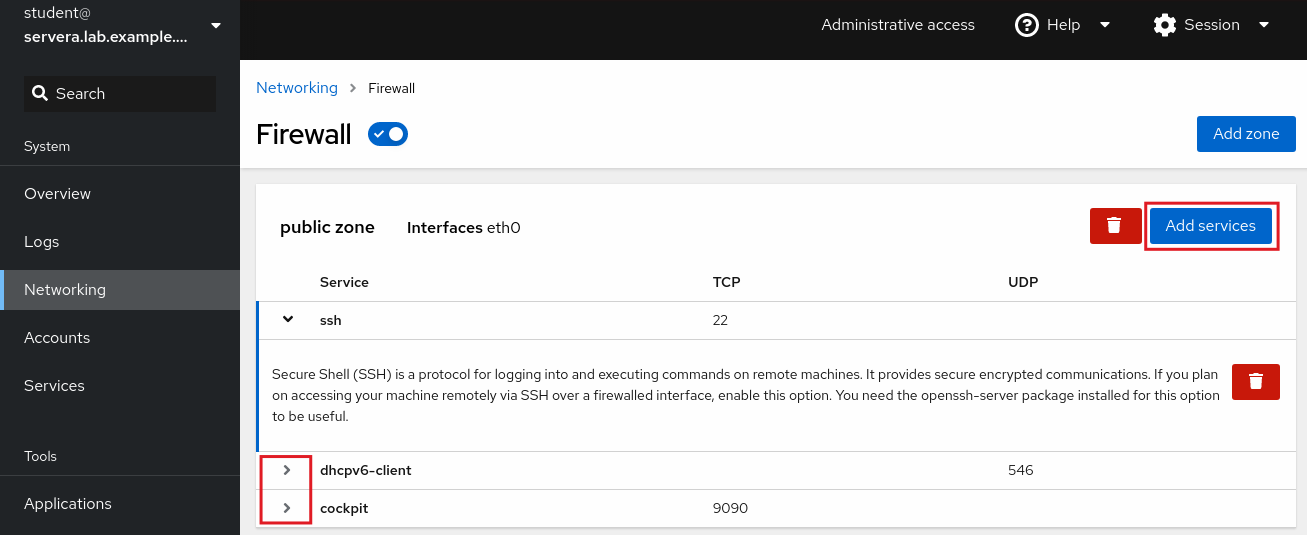 student@
servera.lab.example....
Administrative access
Help
Session
Search
System
Overview
Logs
Networking
Accounts
Services
Tools
Applications
Networking > Firewall
Firewall
Add zone
public zone Interfaces eth0
Add services
Service TCP UDP
ssh 22
Secure Shell (SSH) is a protocol for logging into and executing commands on remote machines. It provides secure encrypted communications. If you plan
on accessing your machine remotely via SSH over a firewalled interface, enable this option. You need the openssh-server package installed for this option
to be useful.
dhcpv6-client 546
cockpit 9090